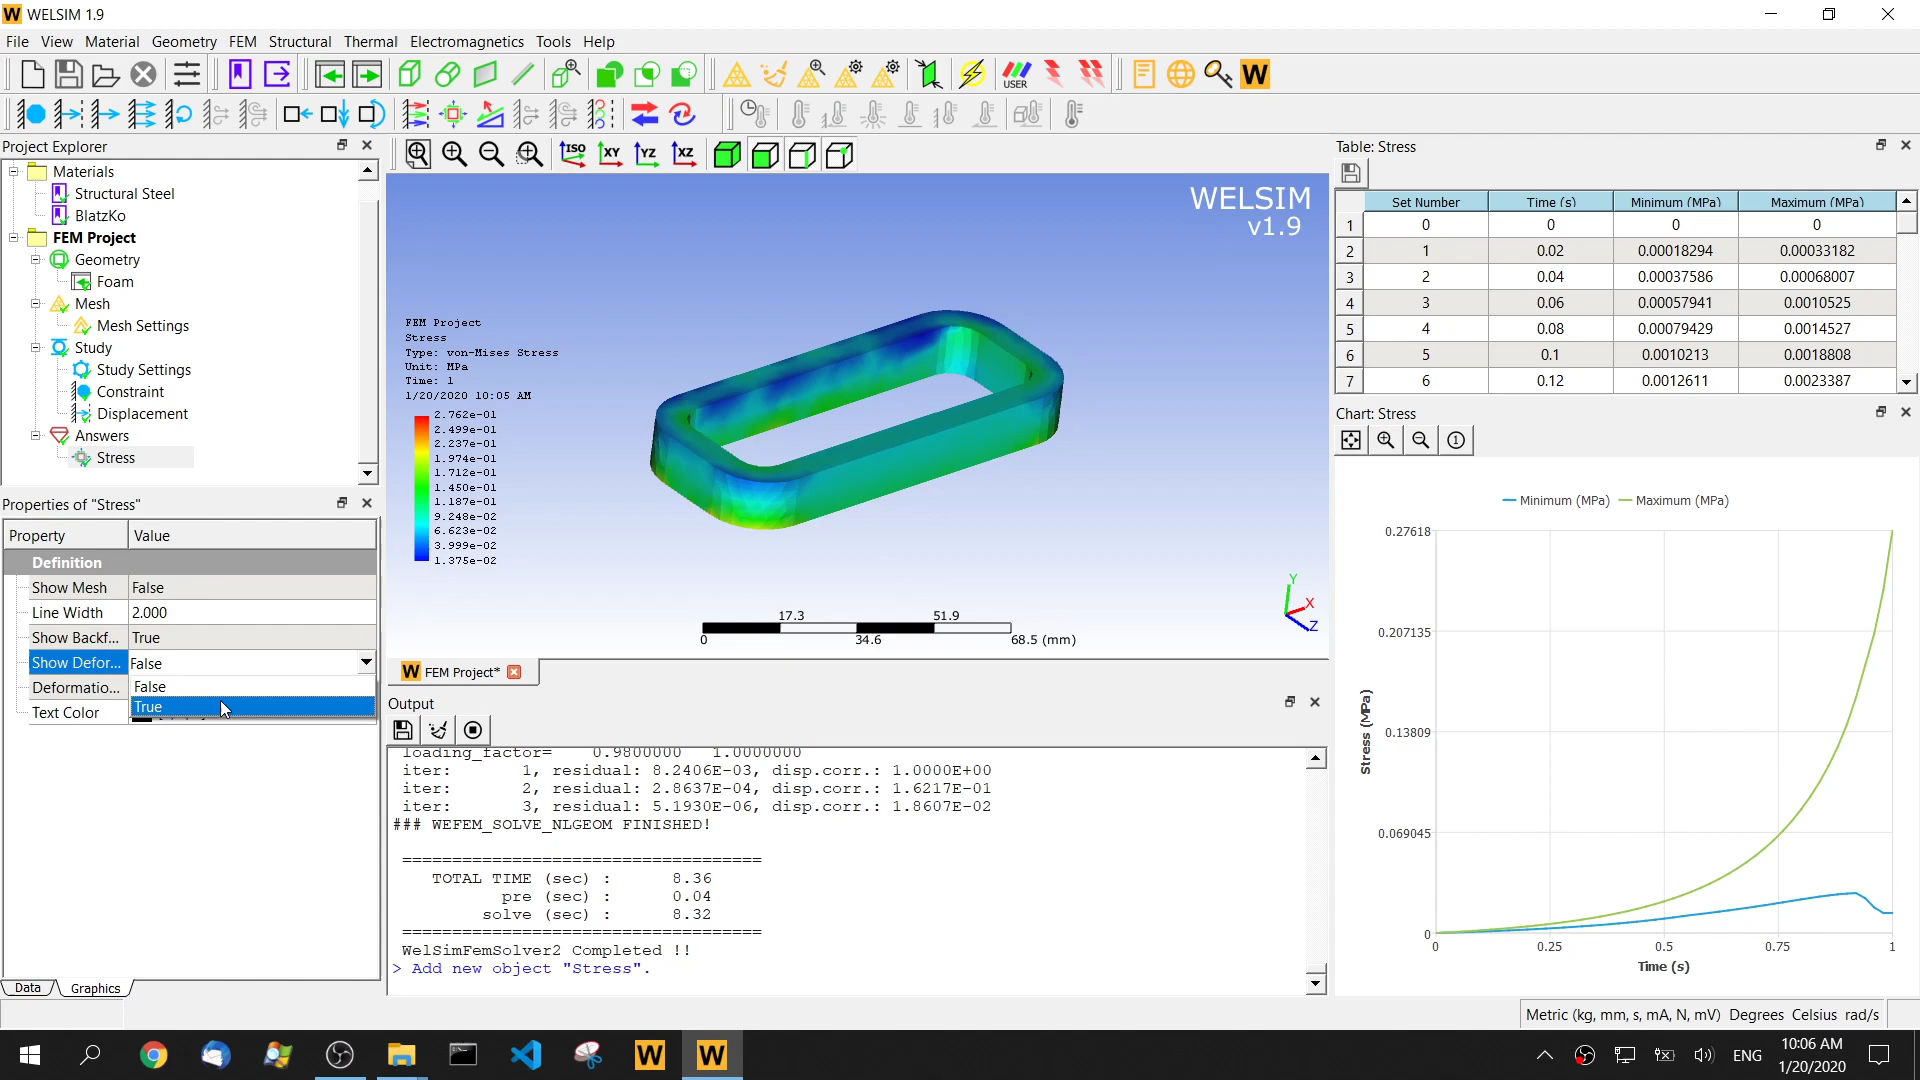 WELSIM 1.9
File View Material Geometry FEM Structural Thermal Electromagnetics Tools Help
USER
W
Project Explorer
Materials
Structural Steel
BlatzKo
FEM Project
Geometry
Foam
Mesh
Mesh Settings
Study
Study Settings
Constraint
Displacement
Answers
Stress
Properties of "Stress"
Property Value
Definition
Show Mesh False
Line Width 2.000
Show Backf... True
Show Defor... False
Deformatio... False
True
Text Color
Data Graphics
ISO XY YZ XZ
WELSIM
v1.9
FEM Project
Stress
Type: von-Mises Stress
Unit: MPa
Time: 1
1/20/2020 10:05 AM
2.762e-01
2.499e-01
2.237e-01
1.974e-01
1.712e-01
1.450e-01
1.187e-01
9.248e-02
6.623e-02
3.999e-02
1.375e-02
Y
X
Z
17.3 51.9
0 34.6 68.5 (mm)
FEM Project*
Output
loading_factor= 0.9800000 1.0000000
iter: 1, residual: 8.2406E-03, disp.corr.: 1.0000E+00
iter: 2, residual: 2.8637E-04, disp.corr.: 1.6217E-01
iter: 3, residual: 5.1930E-06, disp.corr.: 1.8607E-02
### WEFEM_SOLVE_NLGEOM FINISHED!
=====================================
TOTAL TIME (sec) : 8.36
pre (sec) : 0.04
solve (sec) : 8.32
=====================================
WelSimFemSolver2 Completed !!
> Add new object "Stress".
Table: Stress
Set Number Time (s) Minimum (MPa) Maximum (MPa)
1 0 0 0 0
2 1 0.02 0.00018294 0.00033182
3 2 0.04 0.00037586 0.00068007
4 3 0.06 0.00057941 0.0010525
5 4 0.08 0.00079429 0.0014527
6 5 0.1 0.0010213 0.0018808
7 6 0.12 0.0012611 0.0023387
Chart: Stress
Minimum (MPa) Maximum (MPa)
0.27618
0.207135
0.13809
0.069045
0
Stress (MPa)
0 0.25 0.5 0.75 1
Time (s)
Metric (kg, mm, s, mA, N, mV) Degrees Celsius rad/s
ENG
10:06 AM
1/20/2020